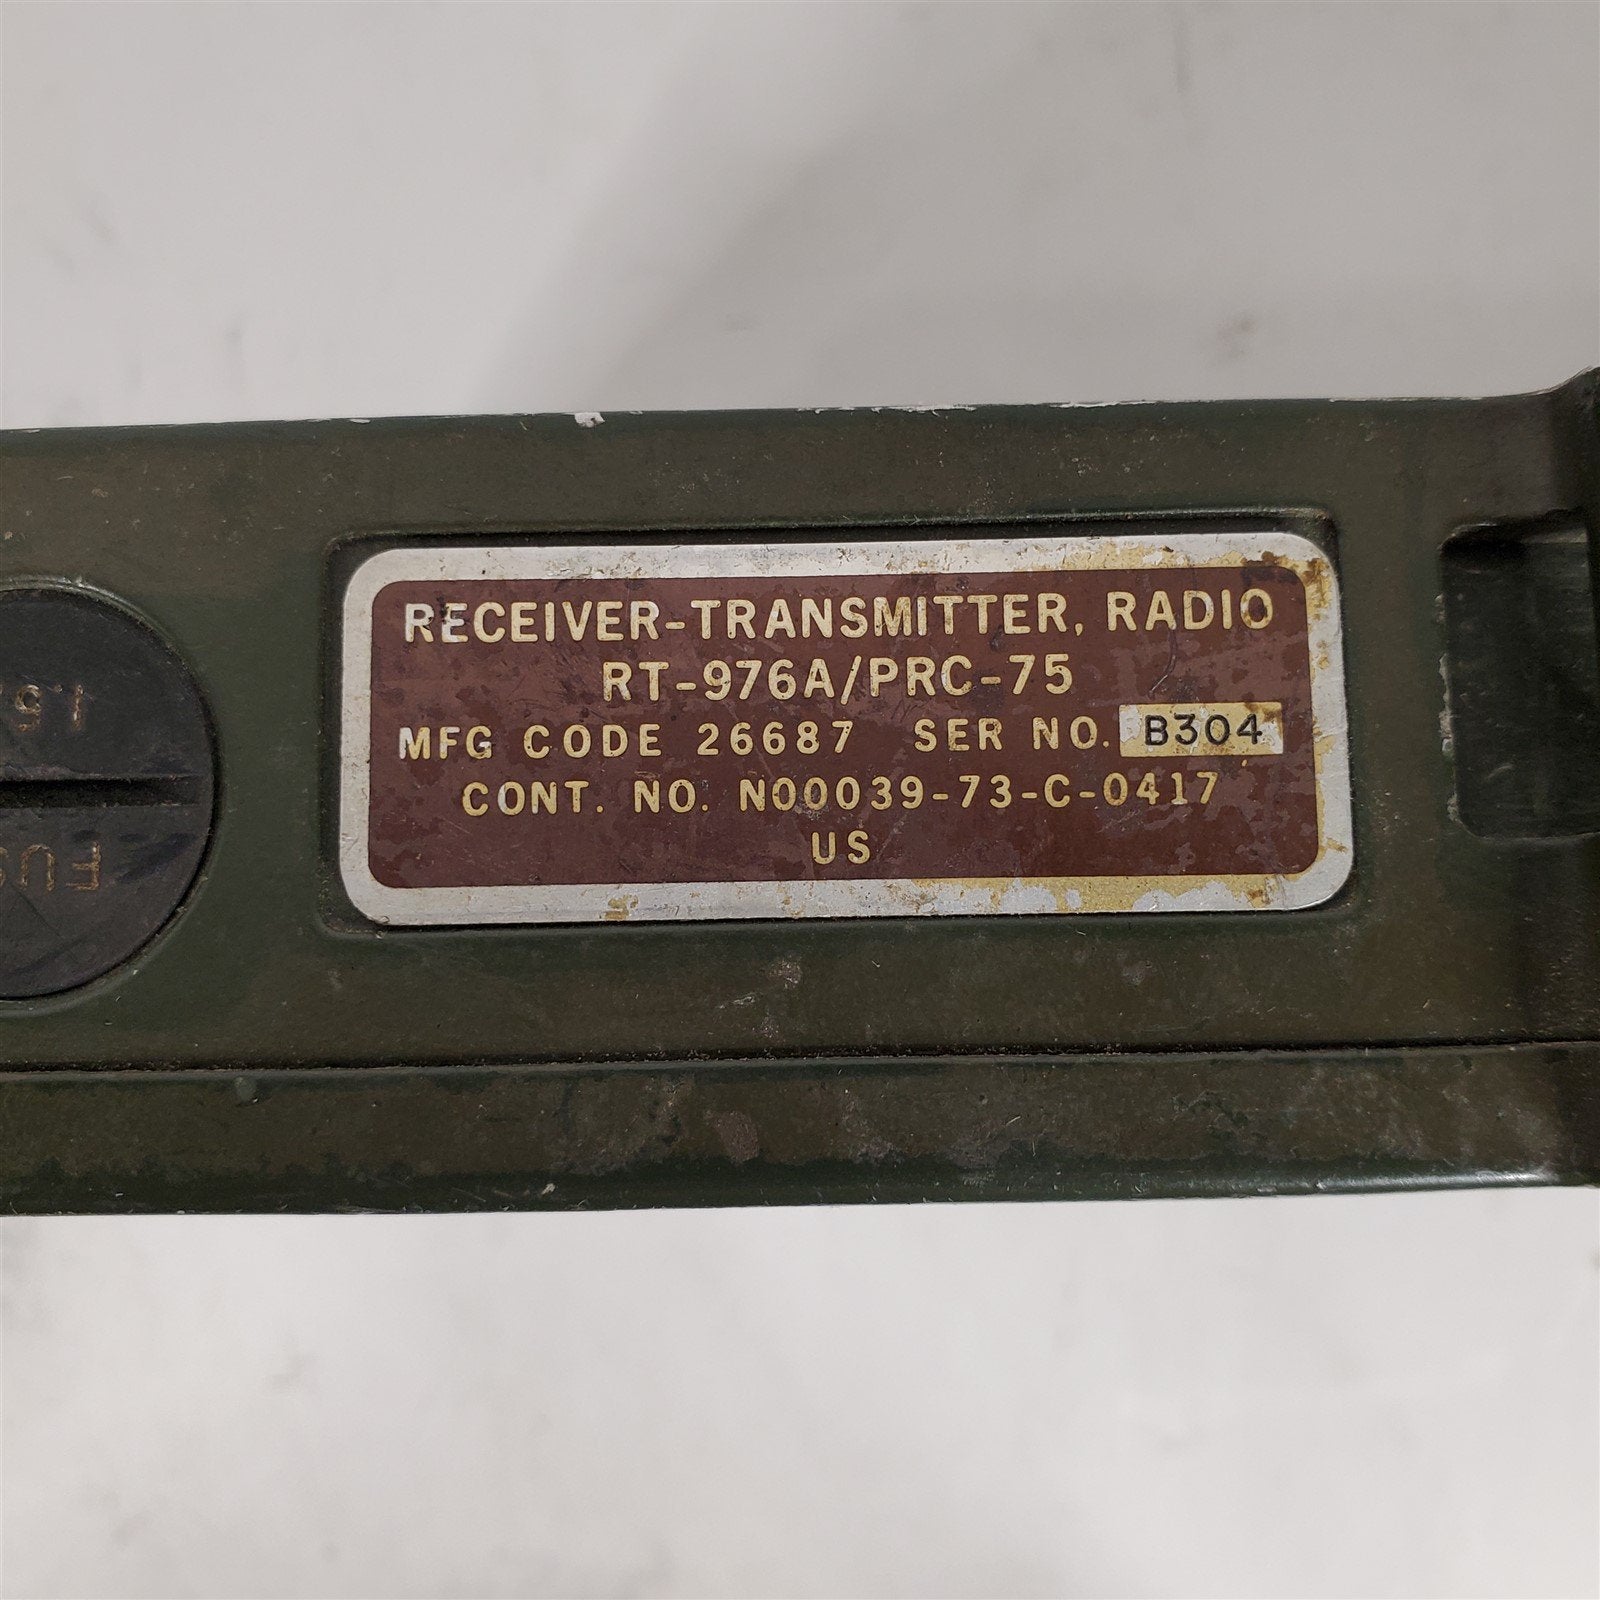 RECEIVER-TRANSMITTER, RADIO
RT-976A/PRC-75
MFG CODE 26687 SER NO. B304
CONT. NO. N00039-73-C-0417
US